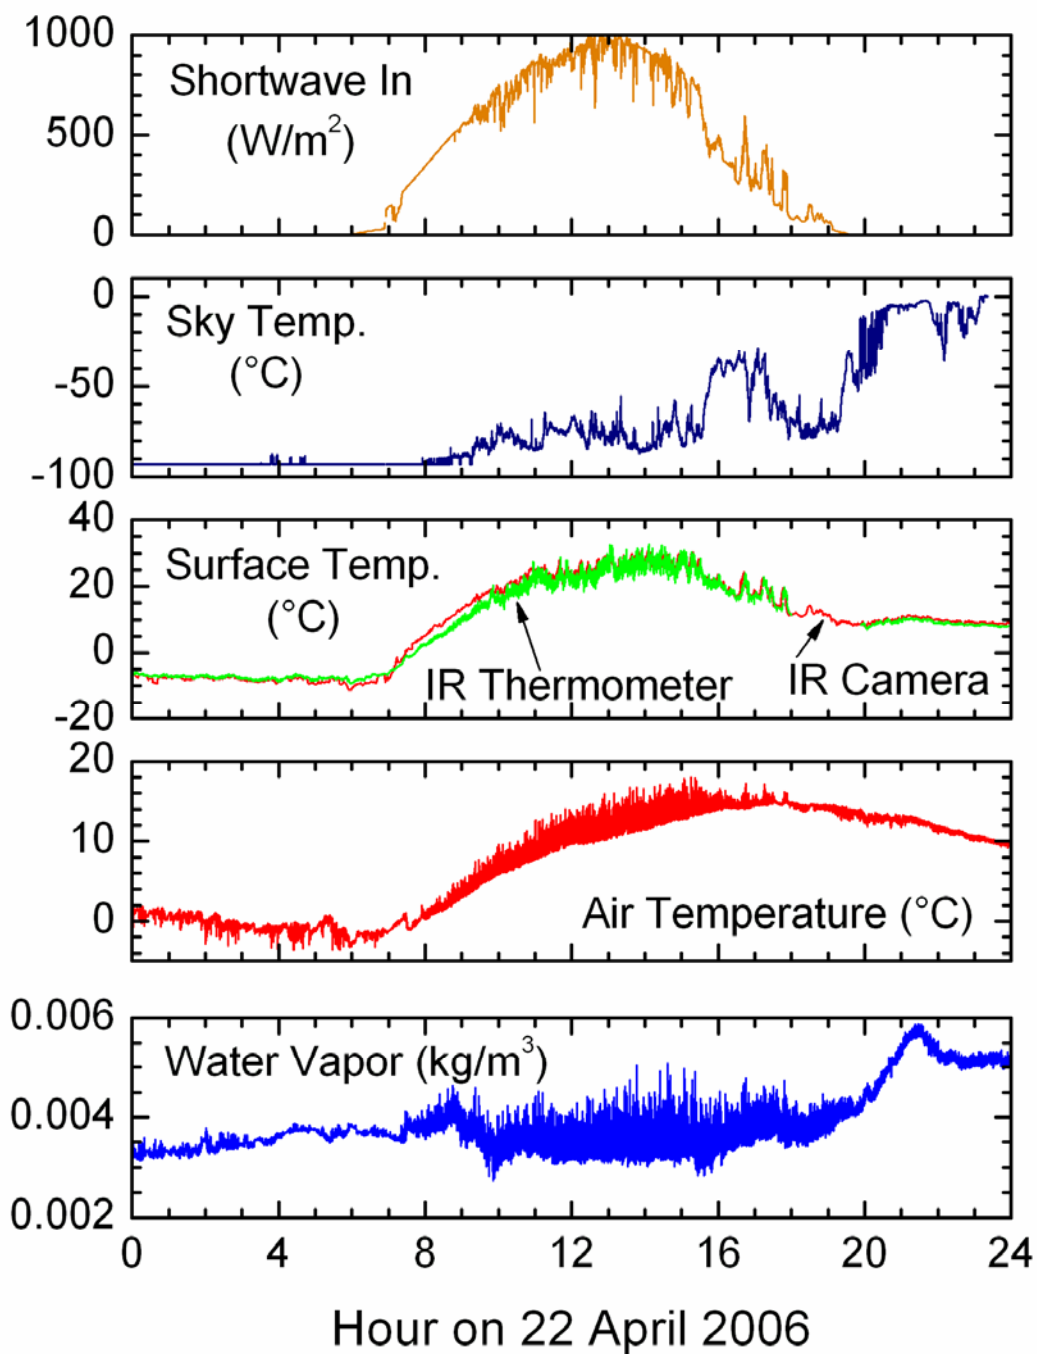 1000
Shortwave In
(W/m²)
500
0
0
Sky Temp.
(°C)
-50
-100
40
Surface Temp.
20
(°C)
0
IR Thermometer
IR Camera
-20
20
10
Air Temperature (°C)
0
0.006
Water Vapor (kg/m³)
0.004
0.002
0 4 8 12 16 20 24
Hour on 22 April 2006